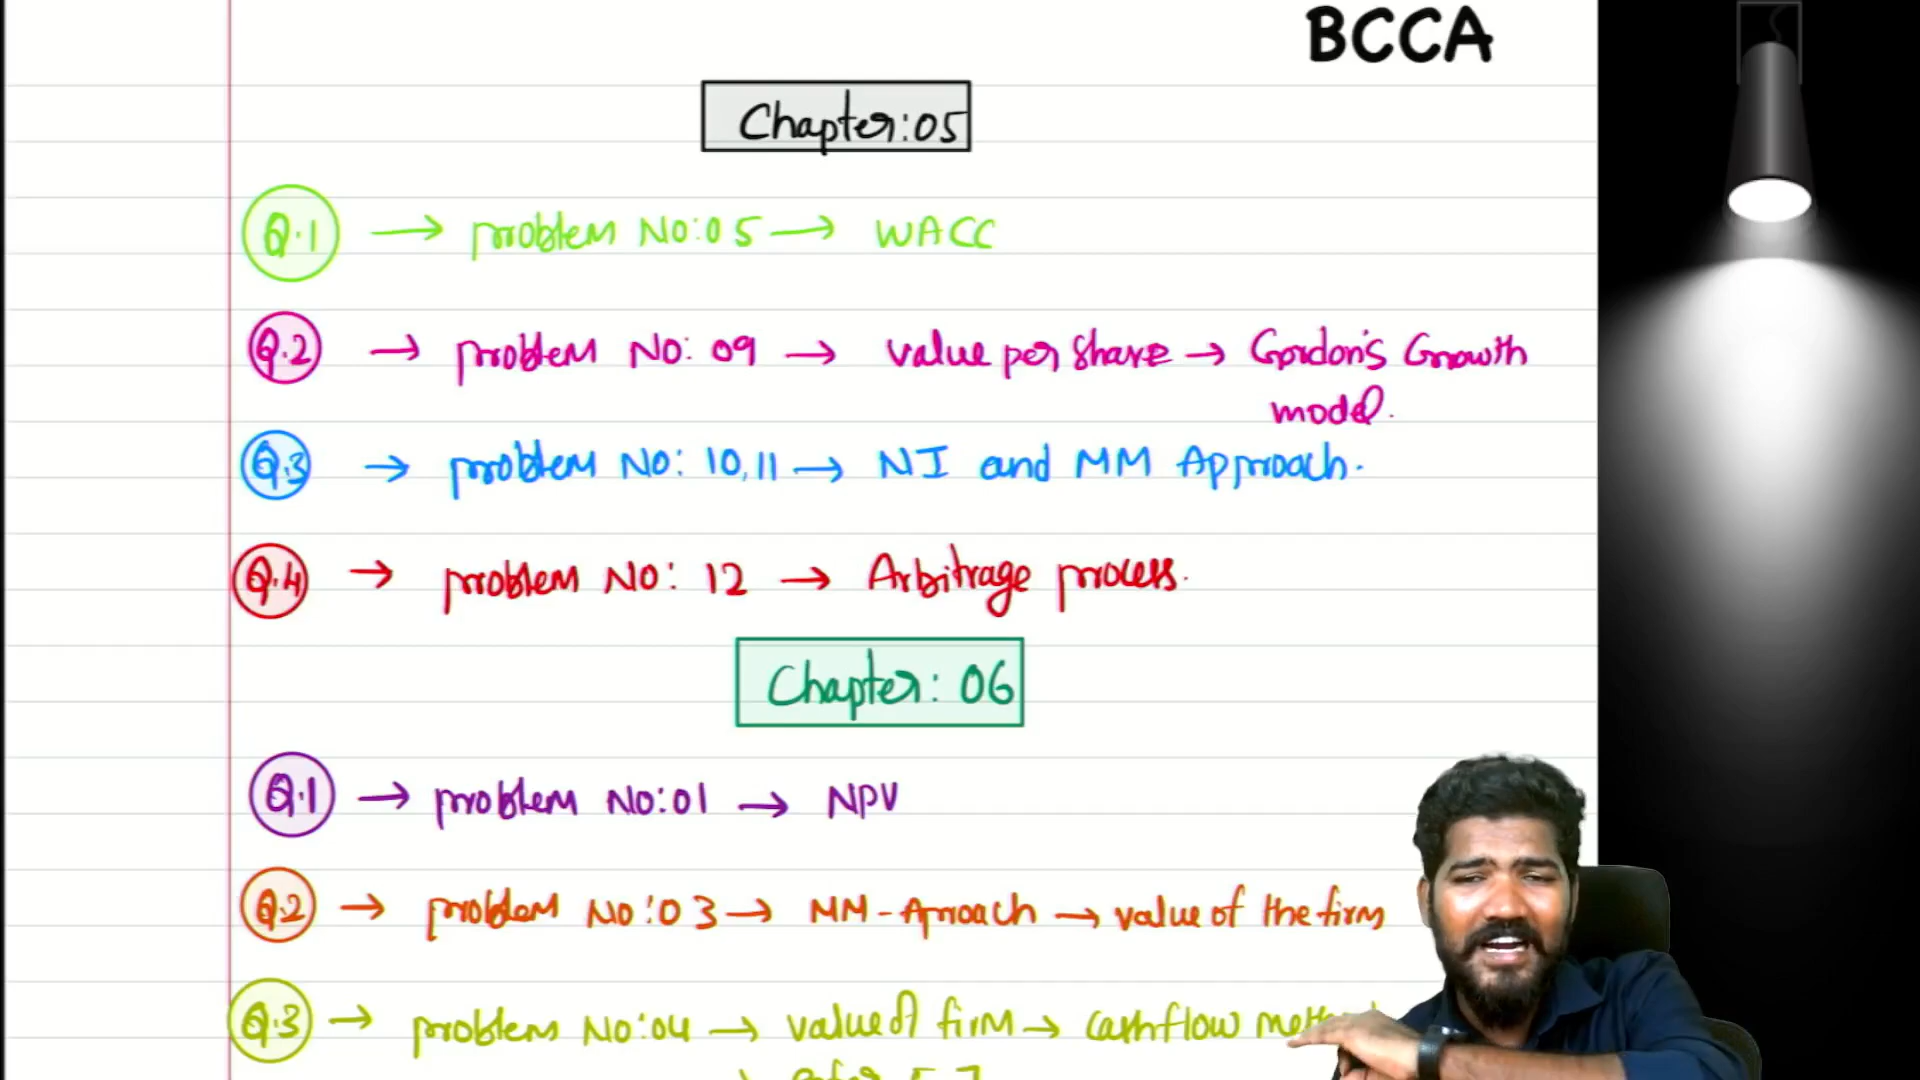 BCCA
Chapter:05
Q.1 → problem No:05 → WACC
Q.2 → problem No: 09 → value per share → Gordon's Growth
model.
Q.3 → problem No: 10,11 → NI and MM Approach.
Q.4 → problem No: 12 → Arbitrage process.
Chapter: 06
Q.1 → problem No:01 → NPV
Q.2 → problem No:03 → MM-Aproach → value of the firm
Q.3 → problem No:04 → value of firm → cashflow